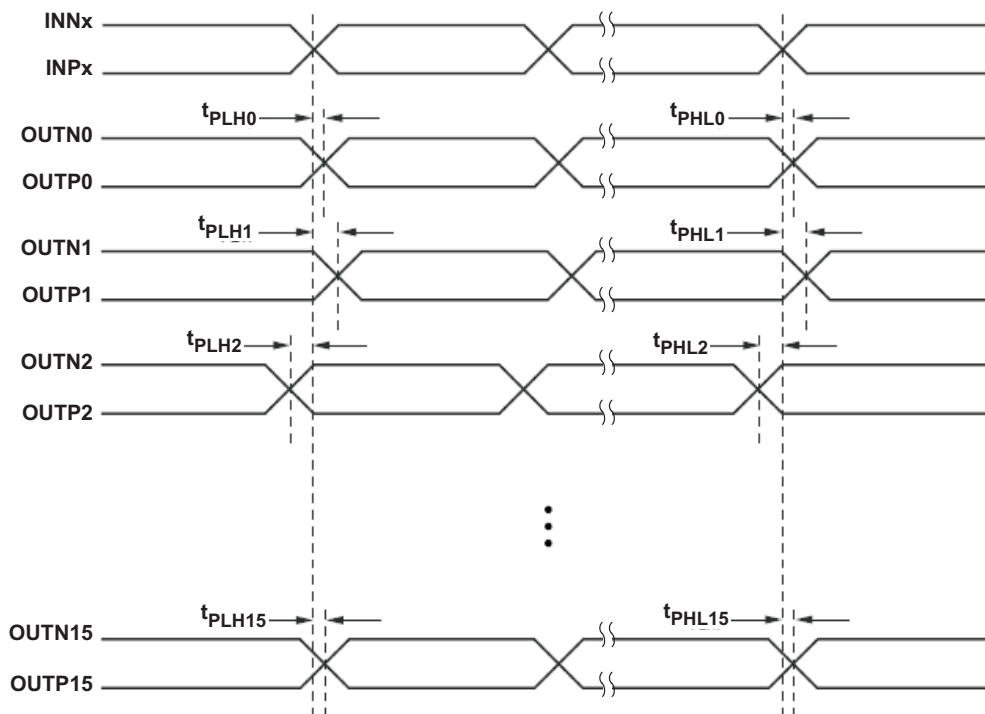 INNx
INPx
tPLH0 tPHL0
OUTN0
OUTP0
tPLH1 tPHL1
OUTN1
OUTP1
tPLH2 tPHL2
OUTN2
OUTP2
tPLH15 tPHL15
OUTN15
OUTP15